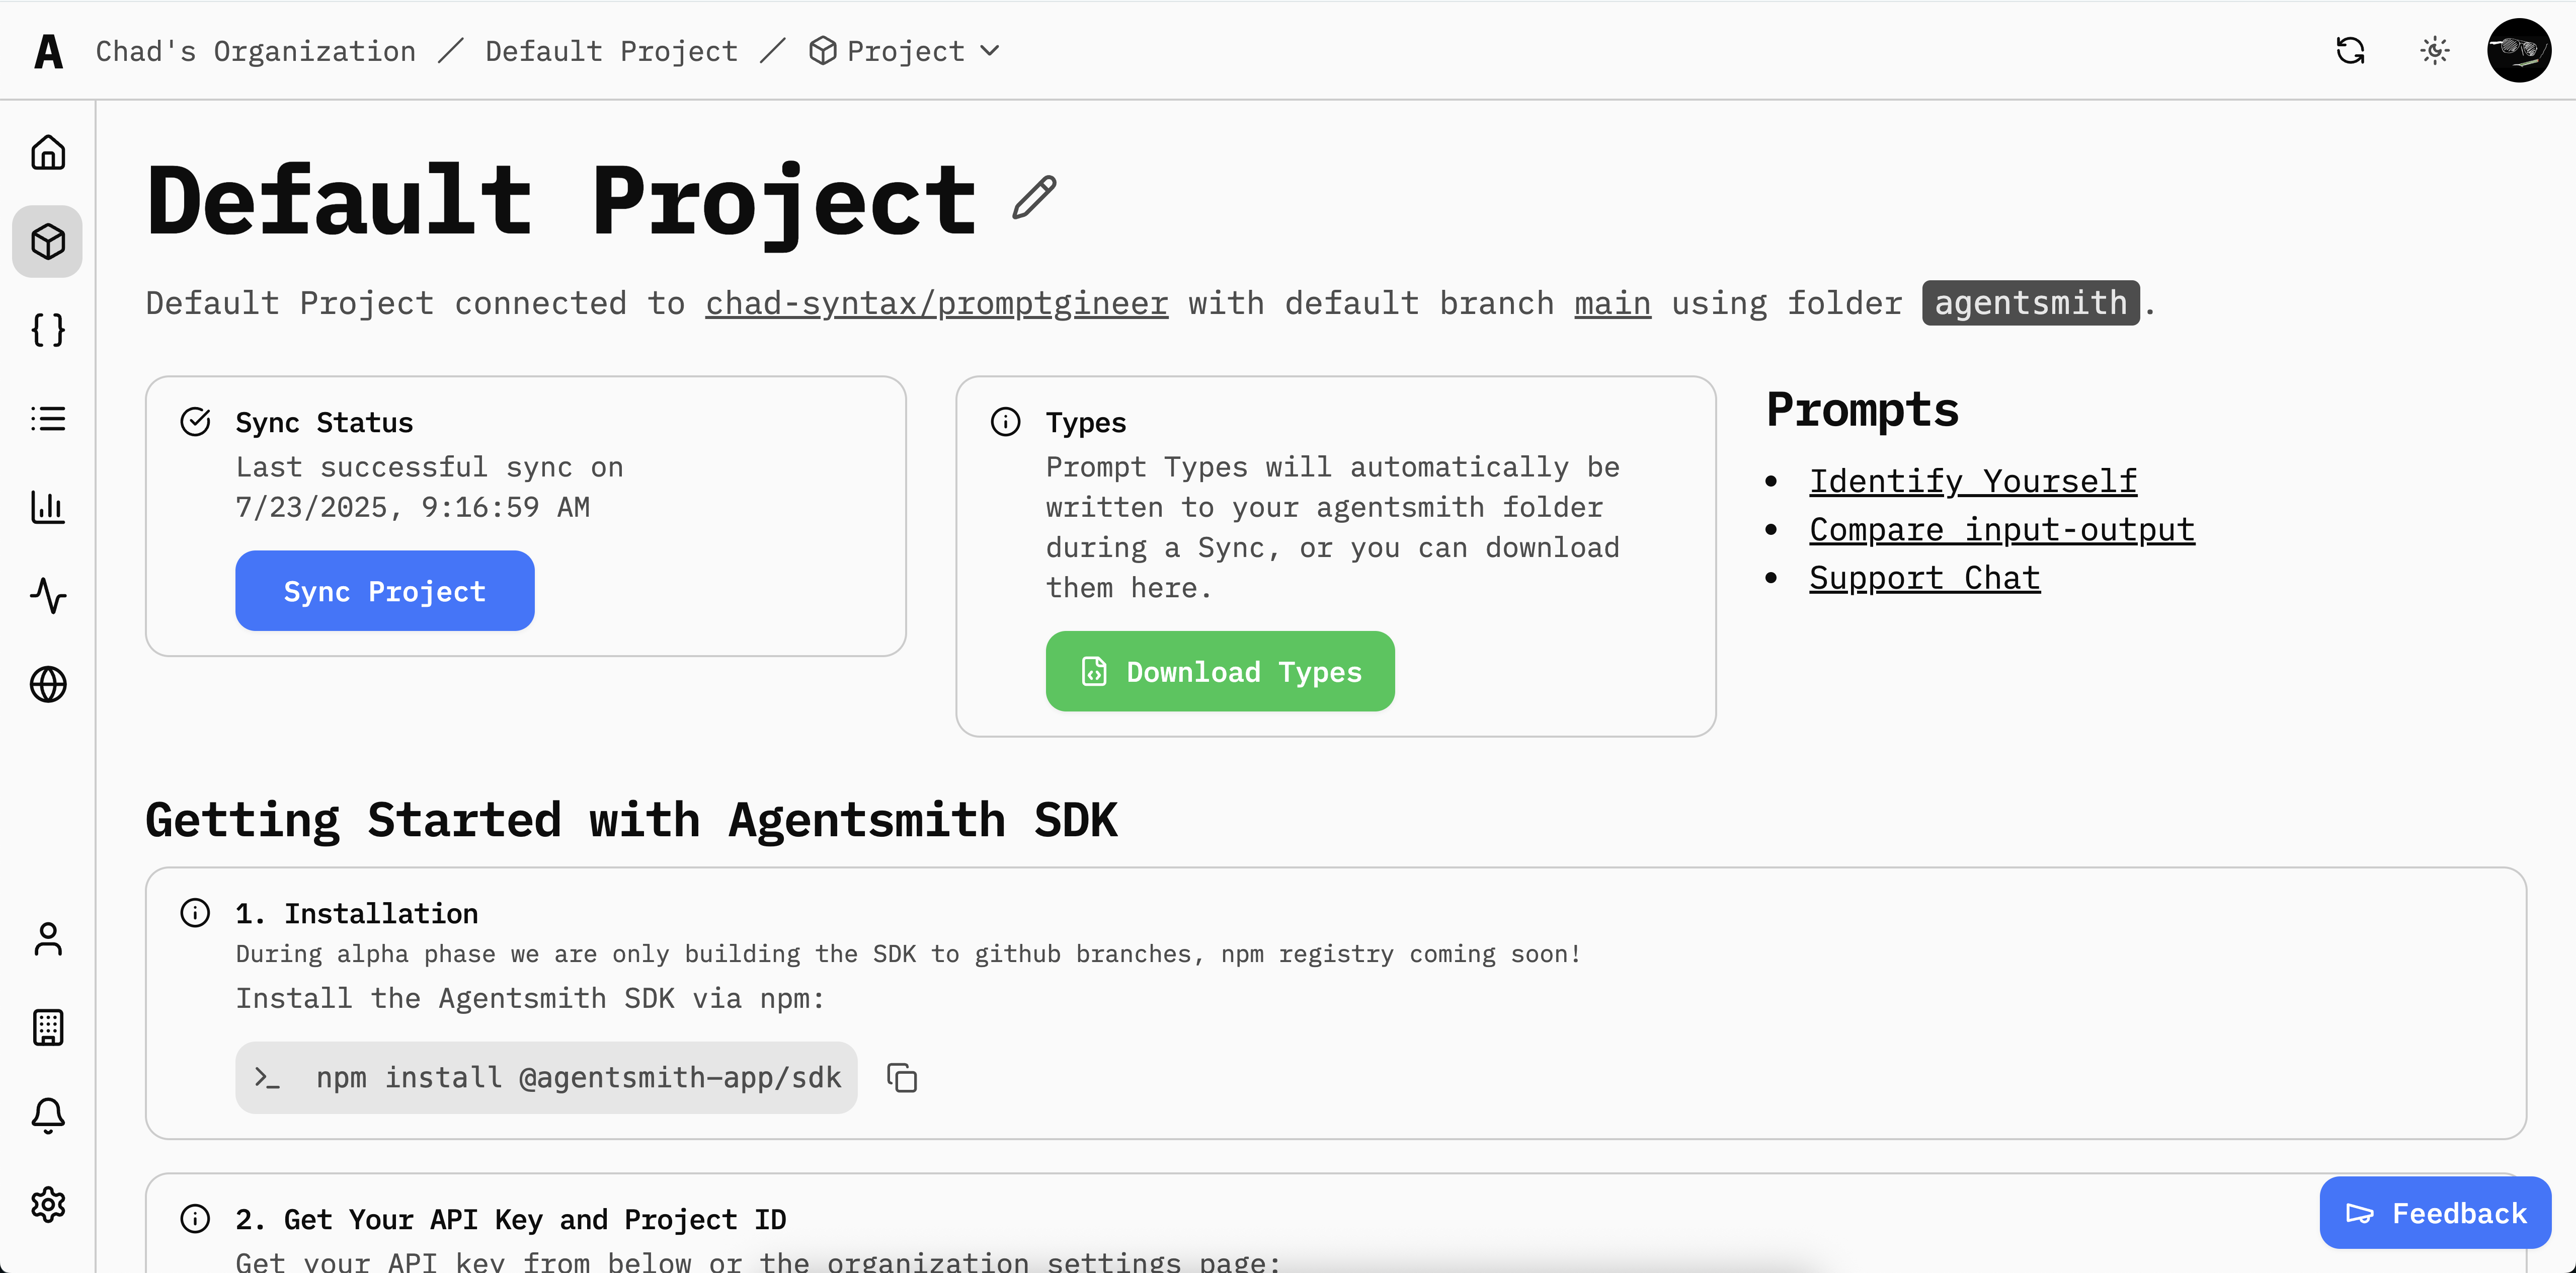 A Chad's Organization / Default Project / Project
Default Project
Default Project connected to chad-syntax/promptgineer with default branch main using folder agentsmith.
Sync Status
Last successful sync on
7/23/2025, 9:16:59 AM
Sync Project
Types
Prompt Types will automatically be
written to your agentsmith folder
during a Sync, or you can download
them here.
Download Types
Prompts
• Identify Yourself
• Compare input-output
• Support Chat
Getting Started with Agentsmith SDK
1. Installation
During alpha phase we are only building the SDK to github branches, npm registry coming soon!
Install the Agentsmith SDK via npm:
>_ npm install @agentsmith-app/sdk
2. Get Your API Key and Project ID
Get your API key from below or the organization settings page:
Feedback